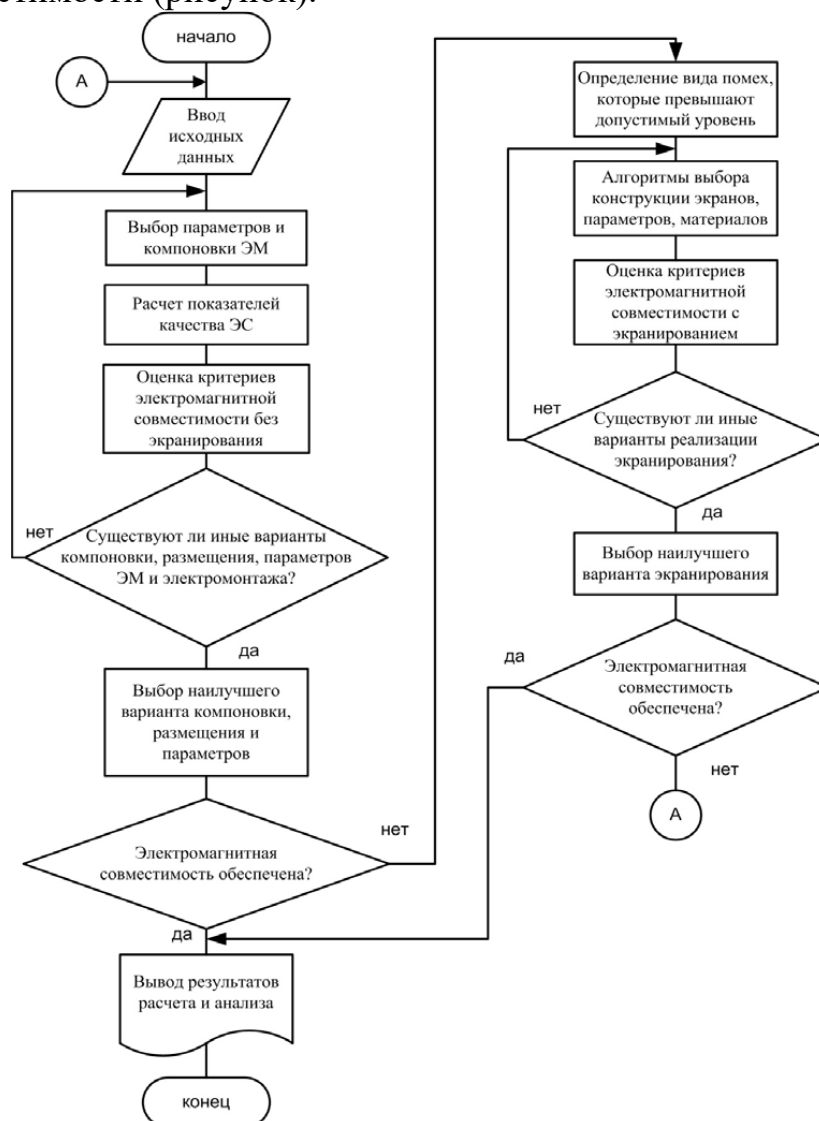 (рисунок).
начало
А
Ввод
исходных
данных
Выбор параметров и
компоновки ЭМ
Расчет показателей
качества ЭС
Оценка критериев
электромагнитной
совместимости без
экранирования
нет
Существуют ли иные варианты
компоновки, размещения, параметров
ЭМ и электромонтажа?
да
Выбор наилучшего
варианта компоновки,
размещения и
параметров
нет
Электромагнитная
совместимость обеспечена?
да
Вывод результатов
расчета и анализа
конец
Определение вида помех,
которые превышают
допустимый уровень
Алгоритмы выбора
конструкции экранов,
параметров, материалов
Оценка критериев
электромагнитной
совместимости с
экранированием
нет
Существуют ли иные
варианты реализации
экранирования?
да
Выбор наилучшего
варианта экранирования
да
Электромагнитная
совместимость
обеспечена?
нет
А